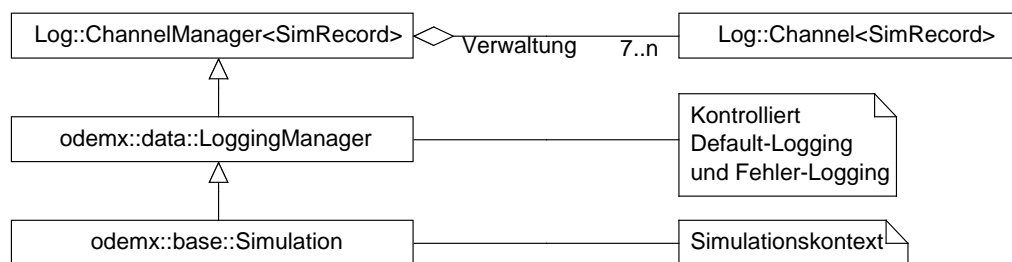 Log::ChannelManager<SimRecord>
Verwaltung
7..n
Log::Channel<SimRecord>
odemx::data::LoggingManager
Kontrolliert
Default-Logging
und Fehler-Logging
odemx::base::Simulation
Simulationskontext